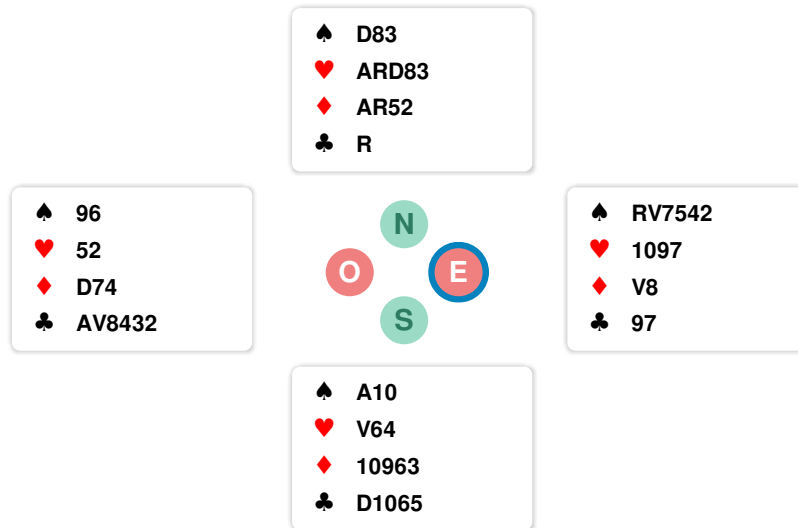 ♠ D83
♥ ARD83
♦ AR52
♣ R
♠ 96
♥ 52
♦ D74
♣ AV8432
N
O
E
S
♠ RV7542
♥ 1097
♦ V8
♣ 97
♠ A10
♥ V64
♦ 10963
♣ D1065